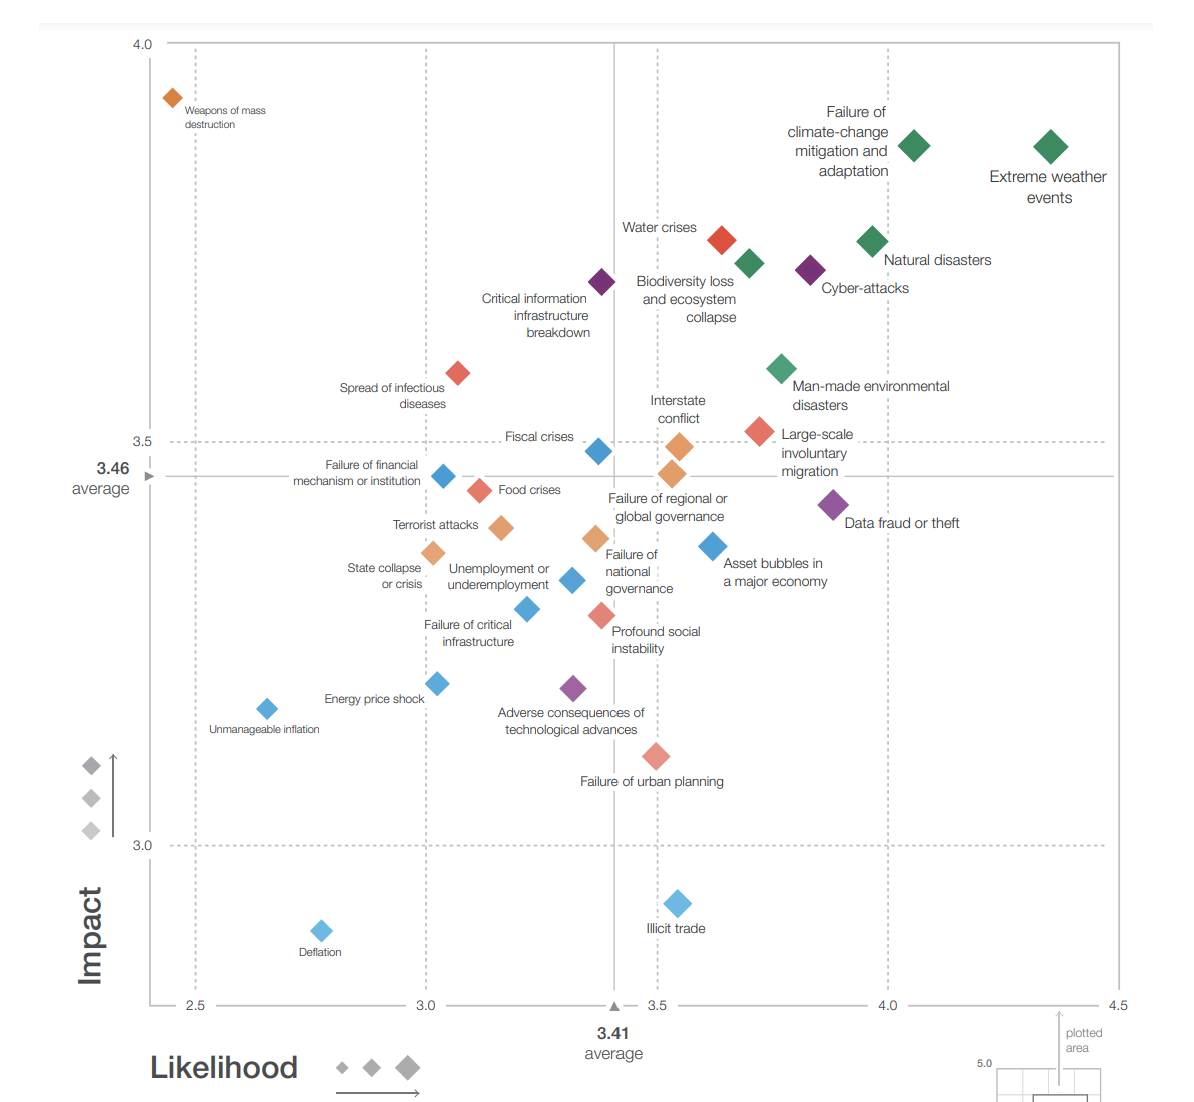 4.0
Weapons of mass
destruction
Failure of
climate-change
mitigation and
adaptation
Extreme weather
events
Water crises
Natural disasters
Biodiversity loss
and ecosystem
collapse
Cyber-attacks
Critical information
infrastructure
breakdown
Spread of infectious
diseases
Man-made environmental
disasters
Interstate
conflict
Large-scale
involuntary
migration
Fiscal crises
3.5
3.46
average
Failure of financial
mechanism or institution
Food crises
Failure of regional or
global governance
Data fraud or theft
Terrorist attacks
Failure of
national
governance
Asset bubbles in
a major economy
State collapse
or crisis
Unemployment or
underemployment
Failure of critical
infrastructure
Profound social
instability
Energy price shock
Adverse consequences of
technological advances
Unmanageable inflation
Failure of urban planning
3.0
Impact
Illicit trade
Deflation
2.5
3.0
3.5
4.0
4.5
3.41
average
Likelihood
plotted
area
5.0